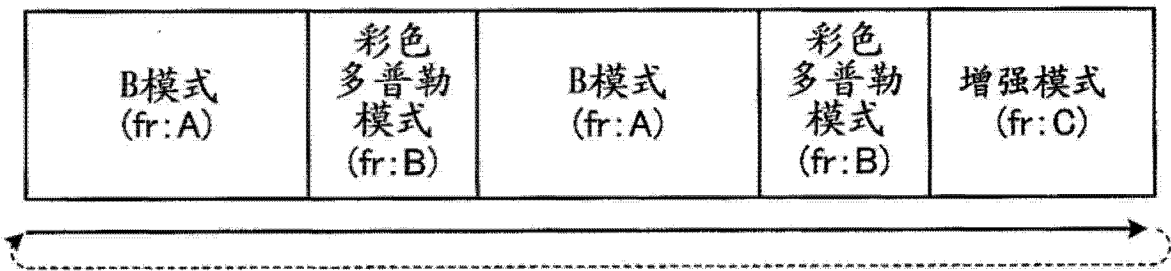 B模式
(fr:A)
彩色
多普勒
模式
(fr:B)
B模式
(fr:A)
彩色
多普勒
模式
(fr:B)
增强模式
(fr:C)